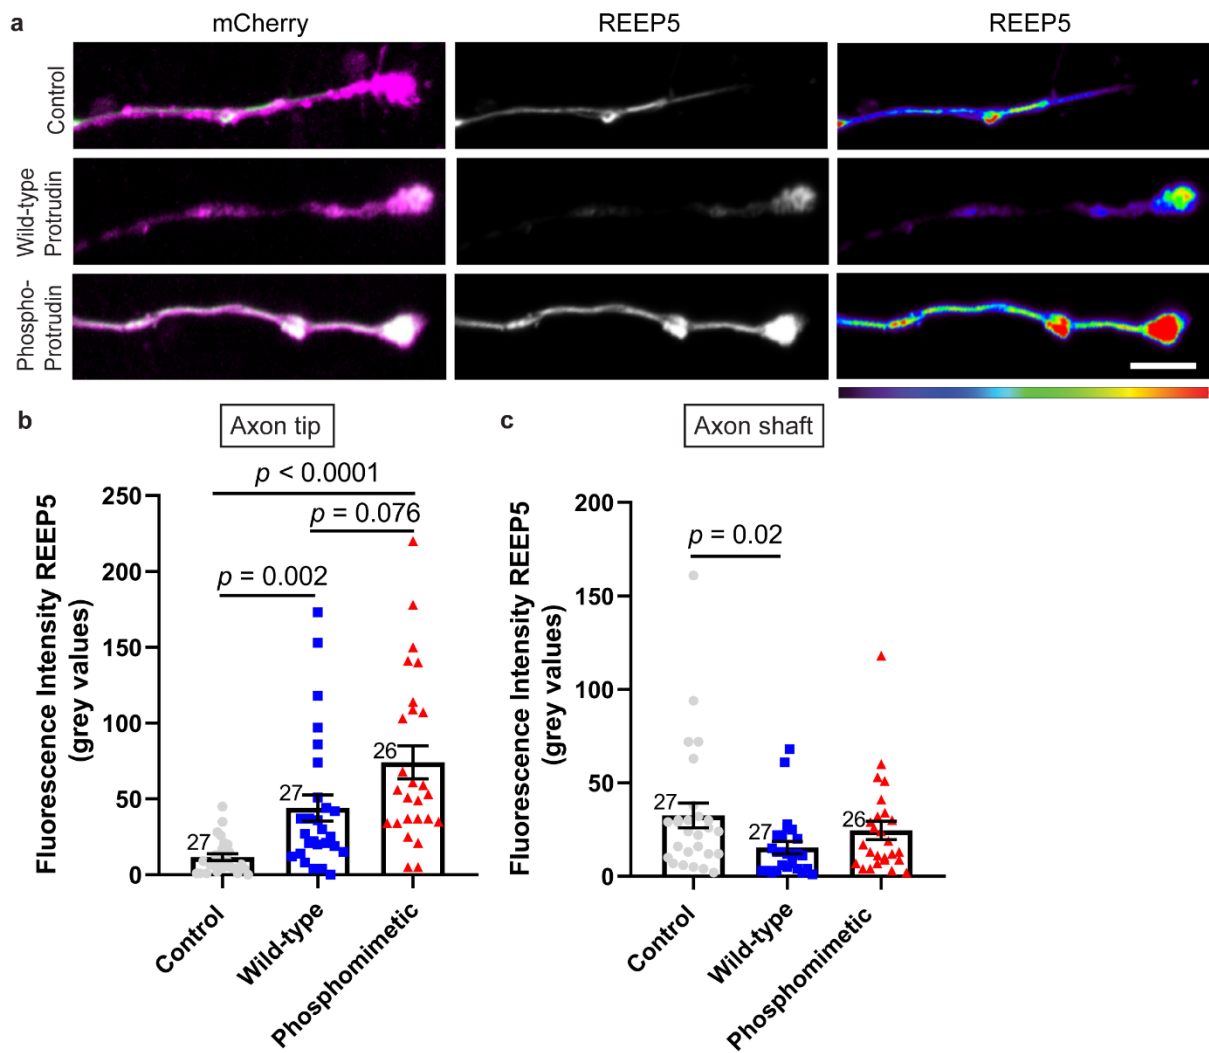 a
mCherry
REEP5
REEP5
Control
Wild-type
Protrudin
Phospho-
Protrudin
b
Axon tip
c
Axon shaft
Fluorescence Intensity REEP5
(grey values)
250
200
150
100
50
0
p < 0.0001
p = 0.076
p = 0.002
27
27
26
Control
Wild-type
Phosphomimetic
Fluorescence Intensity REEP5
(grey values)
200
150
100
50
0
p = 0.02
27
27
26
Control
Wild-type
Phosphomimetic